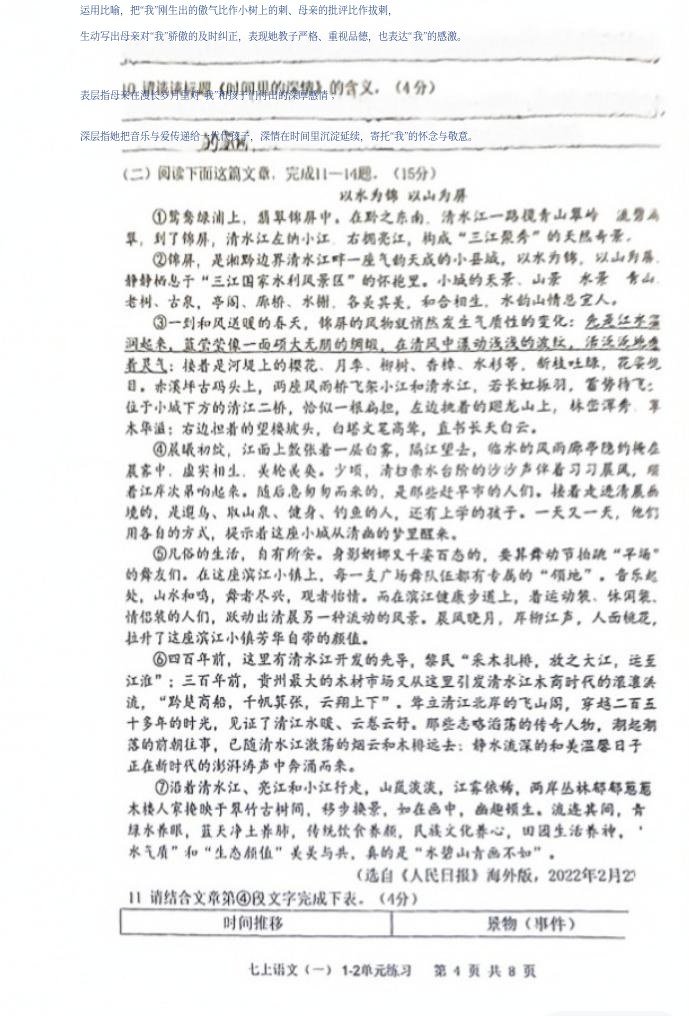 运用比喻，把“我”刚生出的傲气比作小树上的刺、母亲的批评比作拔刺，
生动写出母亲对“我”骄傲的及时纠正，表现她教子严格、重视品德，也表达“我”的感激。
10 请谈谈标题《时间里的深情》的含义。（4分）
表层指母亲在漫长岁月里对“我”和孩子们付出的深厚感情；
深层指她把音乐与爱传递给一代代孩子，深情在时间里沉淀延续，寄托“我”的怀念与敬意。
（二）阅读下面这篇文章，完成11—14题。（15分）
以水为锦 以山为屏
①鸳鸯绿浦上，翡翠锦屏中。在黔之东南，清水江一路揽青山翠岭 流碧
翠，到了锦屏，清水江左纳小江，右拥亮江，构成“三江聚秀”的天然奇景。
②锦屏，是湘黔边界清水江畔一座气韵天成的小县城，以水为锦，以山为屏，
静静栖息于“三江国家水利风景区”的怀抱里。小城的天景、山景 水景 青山
老树、古泉，亭阁、廊桥、水榭，各美其美，和合相生，水韵山情总宜人。
③一到和风送暖的春天，锦屏的风物就悄然发生气质性的变化：先是江水温
润起来，蓝莹莹像一面硕大无朋的绸缎，在清风中漾动浅浅的波纹，活泛泛地透
着灵气；接着是河堤上的樱花、月季、柳树、香樟、水杉等，新枝吐绿，花姿悦
目。赤溪坪古码头上，两座风雨桥飞架小江和清水江，若长虹振羽，蓄势待飞；
位于小城下方的清江二桥，恰似一根扁担，左边挑着的迥龙山上，林峦浑秀，草
木华滋；右边担着的望楼坡头，白塔文笔高耸，直书长天白云。
④晨曦初绽，江面上散张着一层白雾，隔江望去，临水的风雨廊亭隐约掩在
晨雾中，虚实相生，美轮美奂。少顷，清扫亲水台阶的沙沙声伴着习习晨风，顺
着江岸次第响起来。随后急匆匆而来的，是那些赶早市的人们。接着走进清晨画
境的，是遛鸟、取山泉、健身、钓鱼的人，还有上学的孩子。一天又一天，他们
用各自的方式，提示着这座小城从清幽的梦里醒来。
⑤凡俗的生活，自有所安。身影婀娜又千姿百态的，要算舞动节拍跳“早场”
的舞友们。在这座滨江小镇上，每一支广场舞队伍都有专属的“领地”。音乐起
处，山水和鸣，舞者尽兴，观者怡情。而在滨江健康步道上，着运动装、休闲装、
情侣装的人们，跃动出清晨另一种流动的风景。晨风晓月，岸柳江声，人面桃花，
拉升了这座滨江小镇芳华自带的颜值。
⑥四百年前，这里有清水江开发的先导，黎民“采木扎排，放之大江，运至
江淮”；三百年前，贵州最大的木材市场又从这里引发清水江木商时代的滚滚洪
流，“黔楚商船，千帆箕张，云翔上下”。耸立清江北岸的飞山阁，穿越二百五
十多年的时光，见证了清江水暖、云卷云舒。那些恣略滔荡的传奇人物，潮起潮
落的前朝往事，已随清水江激荡的烟云和木排远去；静水流深的和美温馨日子
正在新时代的澎湃涛声中奔涌而来。
⑦沿着清水江、亮江和小江行走，山岚淡淡，江雾依稀，两岸丛林郁郁葱葱
木楼人家掩映于翠竹古树间，移步换景，如在画中，幽趣顿生。流连其间，青
绿水养眼，蓝天净土养肺，传统饮食养颜，民族文化养心，田园生活养神，‘
水气质”和“生态颜值”美美与共，真的是“水碧山青画不如”。
（选自《人民日报》海外版，2022年2月2
11 请结合文章第④段文字完成下表。（4分）
时间推移 景物（事件）
七上语文（一） 1-2单元练习 第 4 页 共 8 页